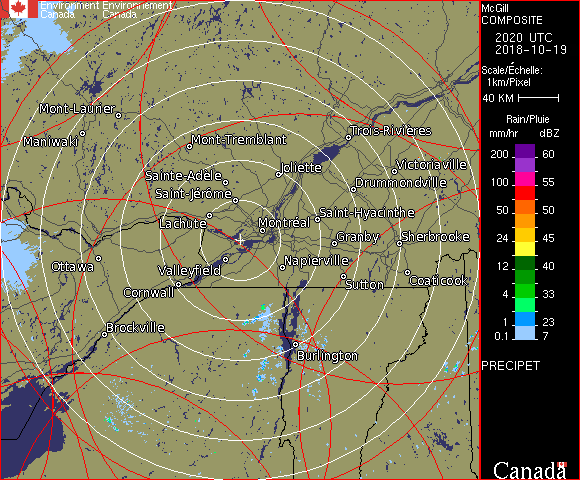 Environment Environnement
Canada Canada
McGill
COMPOSITE
2020 UTC
2018-10-19
Scale/Échelle:
1km/Pixel
40 KM
Rain/Pluie
mm/hr dBZ
200 60
100 55
50 50
24 45
12 40
4 33
1 23
0.1 7
PRECIPET
Canada
Mont-Laurier
Maniwaki
Mont-Tremblant
Trois-Rivières
Joliette
Victoriaville
Sainte-Adèle
Drummondville
Saint-Jérôme
Lachute
Montréal
Saint-Hyacinthe
Granby
Sherbrooke
Ottawa
Valleyfield
Napierville
Coaticook
Sutton
Cornwall
Brockville
Burlington